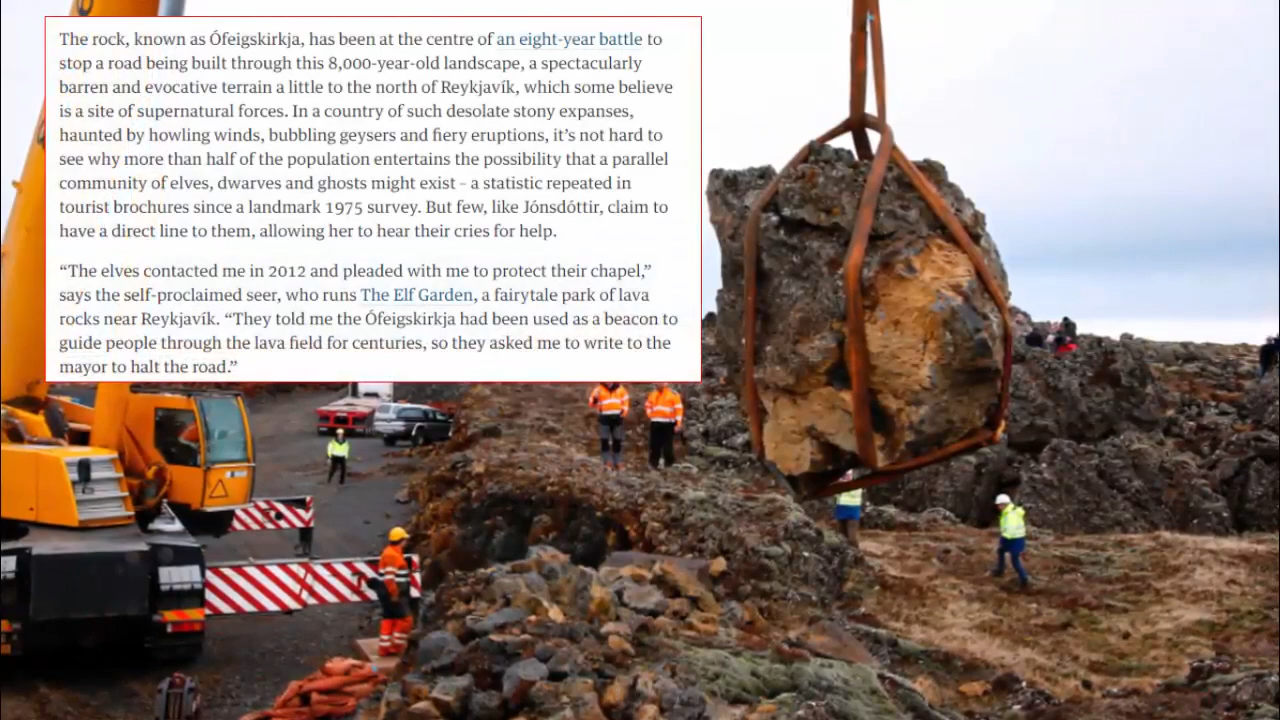 The rock, known as Ófeigskirkja, has been at the centre of an eight-year battle to
stop a road being built through this 8,000-year-old landscape, a spectacularly
barren and evocative terrain a little to the north of Reykjavík, which some believe
is a site of supernatural forces. In a country of such desolate stony expanses,
haunted by howling winds, bubbling geysers and fiery eruptions, it’s not hard to
see why more than half of the population entertains the possibility that a parallel
community of elves, dwarves and ghosts might exist – a statistic repeated in
tourist brochures since a landmark 1975 survey. But few, like Jónsdóttir, claim to
have a direct line to them, allowing her to hear their cries for help.
“The elves contacted me in 2012 and pleaded with me to protect their chapel,”
says the self-proclaimed seer, who runs The Elf Garden, a fairytale park of lava
rocks near Reykjavík. “They told me the Ófeigskirkja had been used as a beacon to
guide people through the lava field for centuries, so they asked me to write to the
mayor to halt the road.”